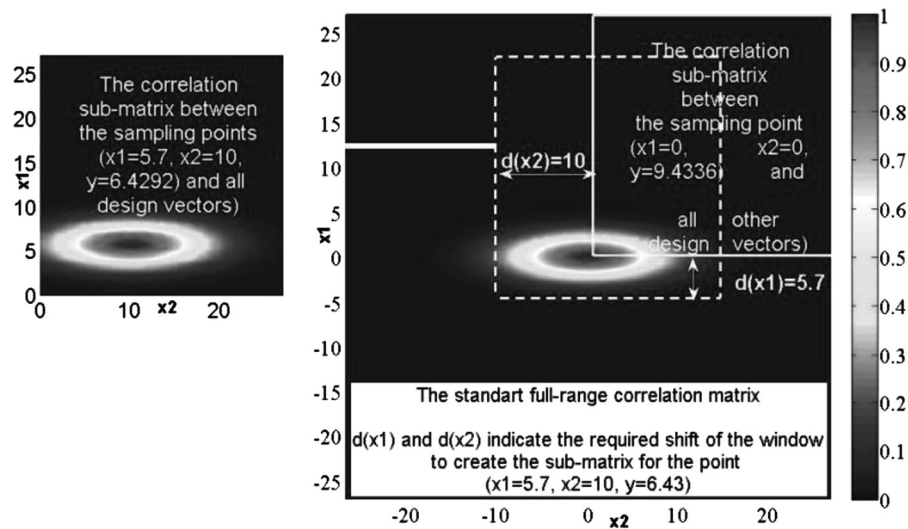 The correlation
sub-matrix between
the sampling points
(x1=5.7, x2=10,
y=6.4292) and all
design vectors)
25
20
15
10
5
0
x1
0
10
20
x2
The correlation
sub-matrix
between
the sampling point
(x1=0, x2=0,
y=9.4336) and
all other
design vectors)
d(x2)=10
d(x1)=5.7
25
20
15
10
5
0
-5
-10
-15
-20
-25
x1
The standart full-range correlation matrix
d(x1) and d(x2) indicate the required shift of the window
to create the sub-matrix for the point
(x1=5.7, x2=10, y=6.43)
-20
-10
0
10
20
x2
1
0.9
0.8
0.7
0.6
0.5
0.4
0.3
0.2
0.1
0